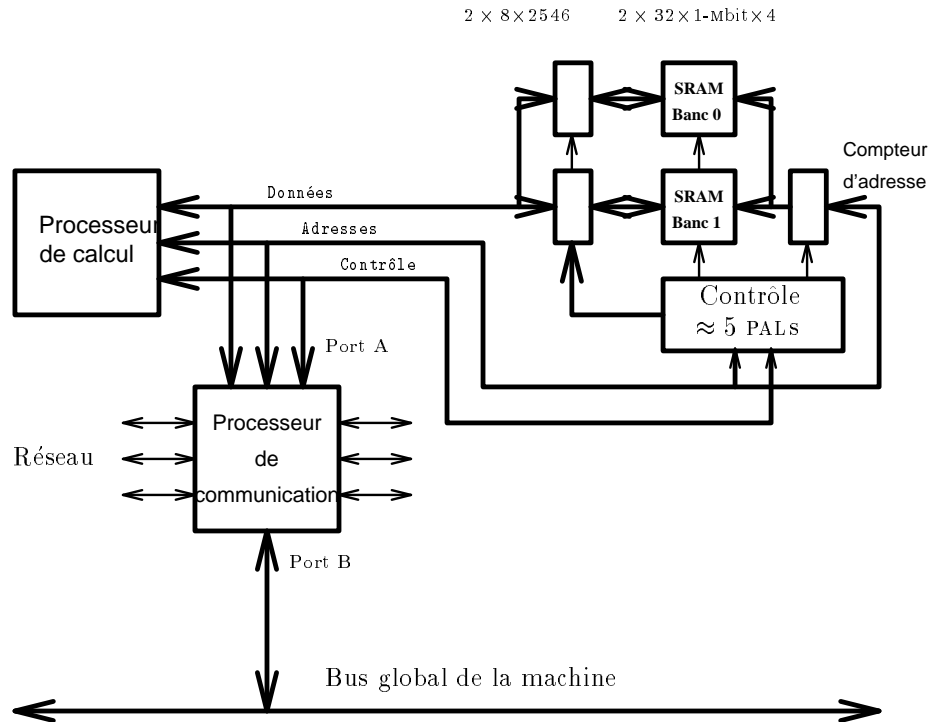 2 × 8×2546 2 × 32×1-Mbit×4
SRAM
Banc 0
Compteur
d'adresse
SRAM
Banc 1
Données
Processeur
de calcul
Adresses
Contrôle
Contrôle
≈ 5 PALs
Port A
Processeur
de
communication
Réseau
Port B
Bus global de la machine